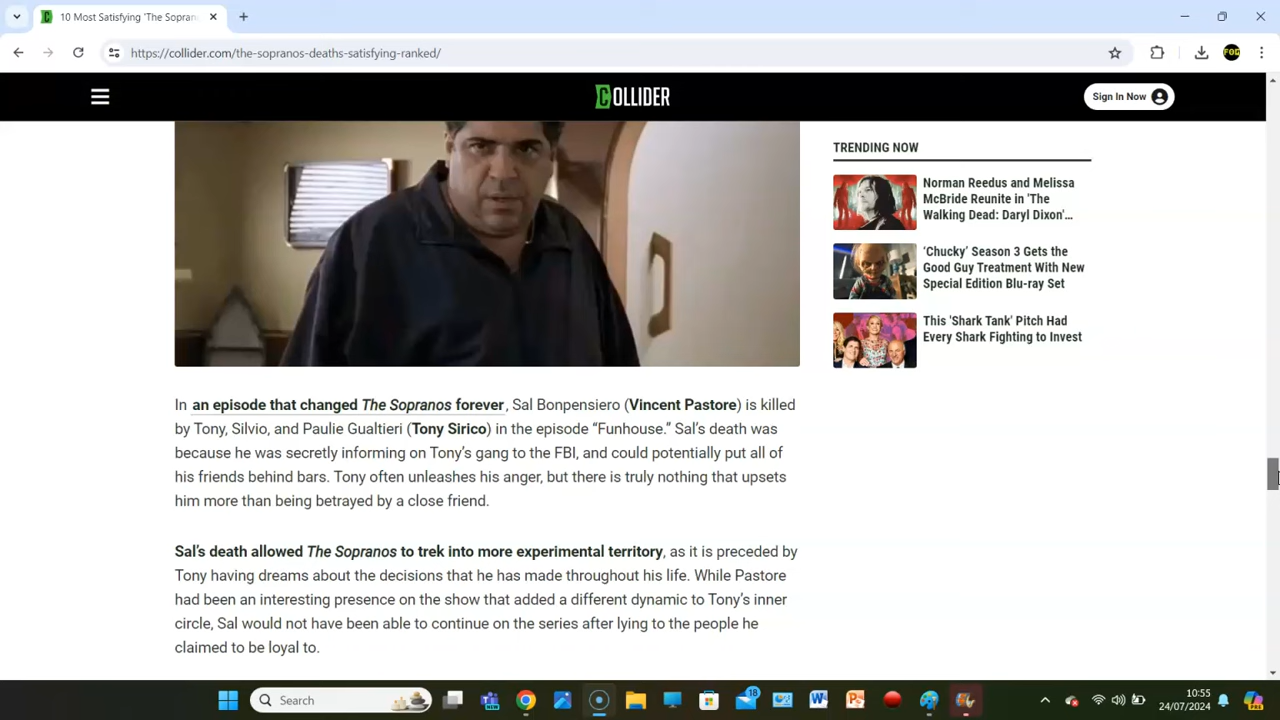 10 Most Satisfying 'The Sopran
https://collider.com/the-sopranos-deaths-satisfying-ranked/
COLLIDER
Sign In Now
TRENDING NOW
Norman Reedus and Melissa
McBride Reunite in 'The
Walking Dead: Daryl Dixon'...
'Chucky' Season 3 Gets the
Good Guy Treatment With New
Special Edition Blu-ray Set
This 'Shark Tank' Pitch Had
Every Shark Fighting to Invest
In an episode that changed The Sopranos forever, Sal Bonpensiero (Vincent Pastore) is killed
by Tony, Silvio, and Paulie Gualtieri (Tony Sirico) in the episode “Funhouse.” Sal’s death was
because he was secretly informing on Tony’s gang to the FBI, and could potentially put all of
his friends behind bars. Tony often unleashes his anger, but there is truly nothing that upsets
him more than being betrayed by a close friend.
Sal’s death allowed The Sopranos to trek into more experimental territory, as it is preceded by
Tony having dreams about the decisions that he has made throughout his life. While Pastore
had been an interesting presence on the show that added a different dynamic to Tony’s inner
circle, Sal would not have been able to continue on the series after lying to the people he
claimed to be loyal to.
Search
18
10:55
24/07/2024